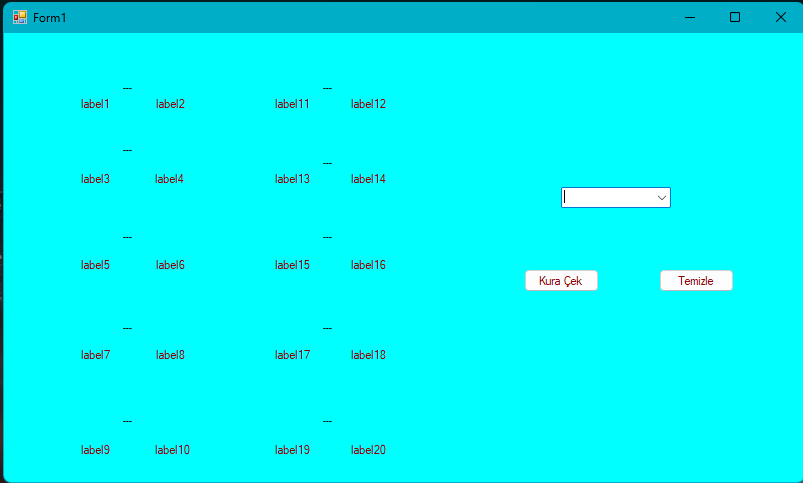 Form1
--- ---
label1 label2 label11 label12
---
---
label3 label4 label13 label14
--- ---
label5 label6 label15 label16
Kura Çek Temizle
--- ---
label7 label8 label17 label18
--- ---
label9 label10 label19 label20